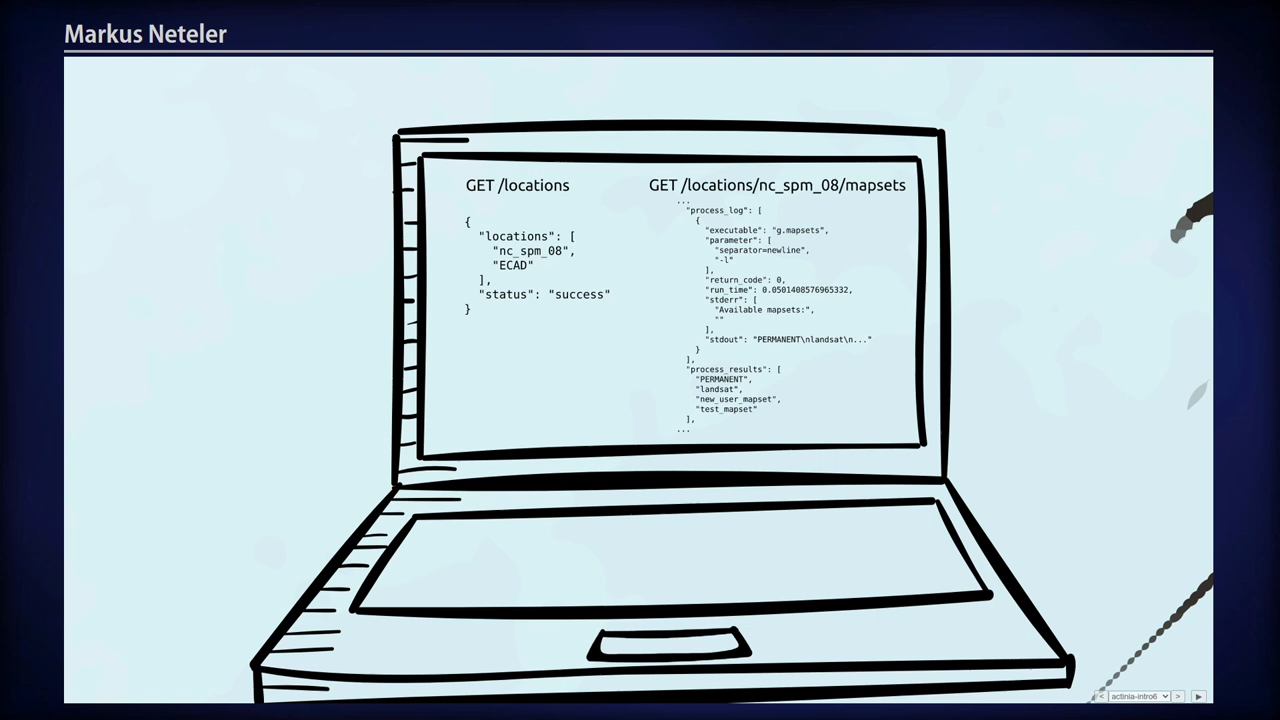 Markus Neteler
GET /locations
{
"locations": [
"nc_spm_08",
"ECAD"
],
"status": "success"
}
GET /locations/nc_spm_08/mapsets
...
"process_log": [
{
"executable": "g.mapsets",
"parameter": [
"separator=newline",
"-l"
],
"return_code": 0,
"run_time": 0.0501408576965332,
"stderr": [
"Available mapsets:",
""
],
"stdout": "PERMANENT\nlandsat\n..."
}
],
"process_results": [
"PERMANENT",
"landsat",
"new_user_mapset",
"test_mapset"
],
...
< actinia-intro6 >